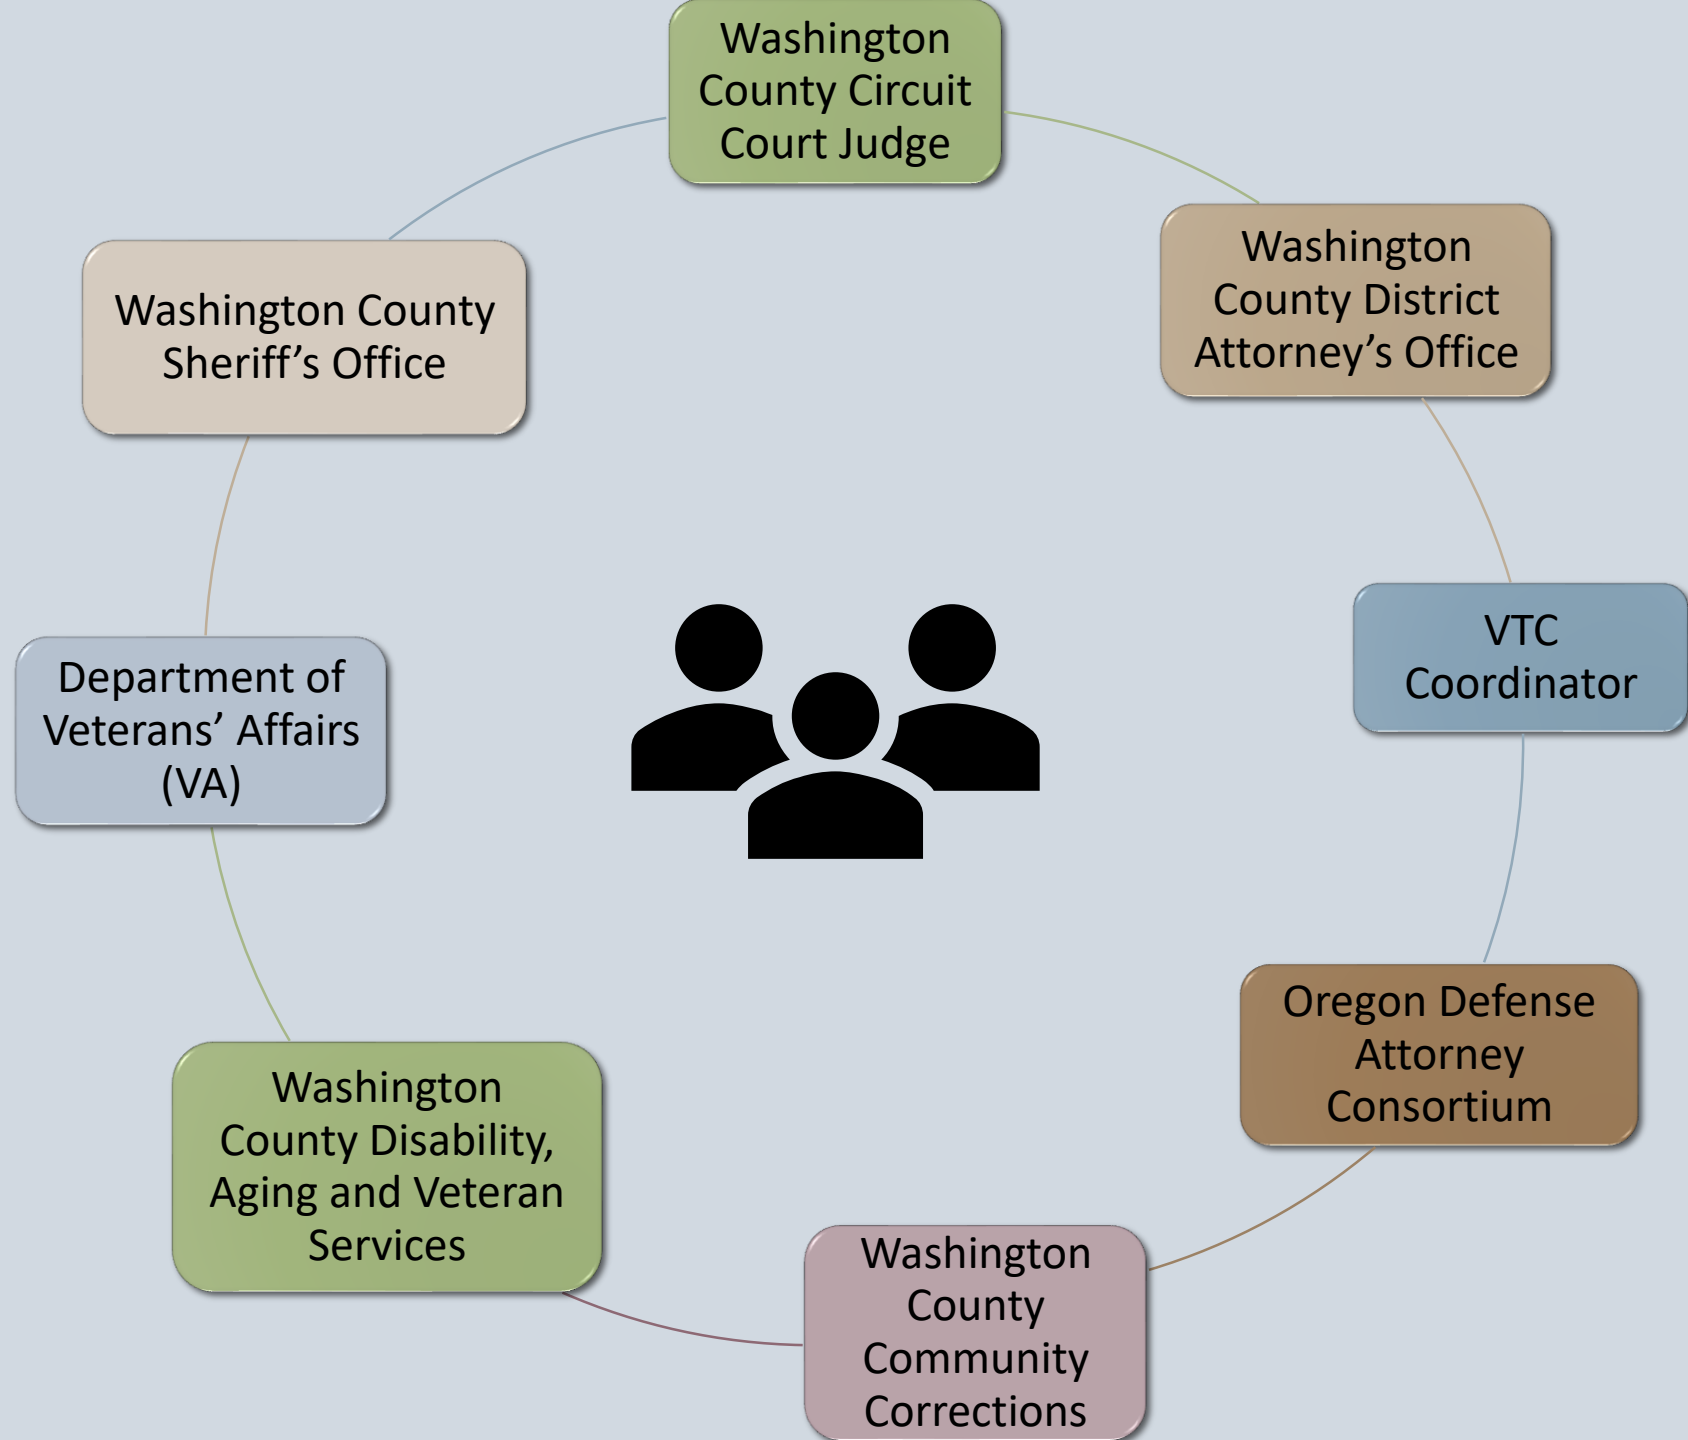 Washington
County Circuit
Court Judge
Washington
County District
Attorney’s Office
VTC
Coordinator
Oregon Defense
Attorney
Consortium
Washington
County
Community
Corrections
Washington
County Disability,
Aging and Veteran
Services
Department of
Veterans’ Affairs
(VA)
Washington County
Sheriff’s Office